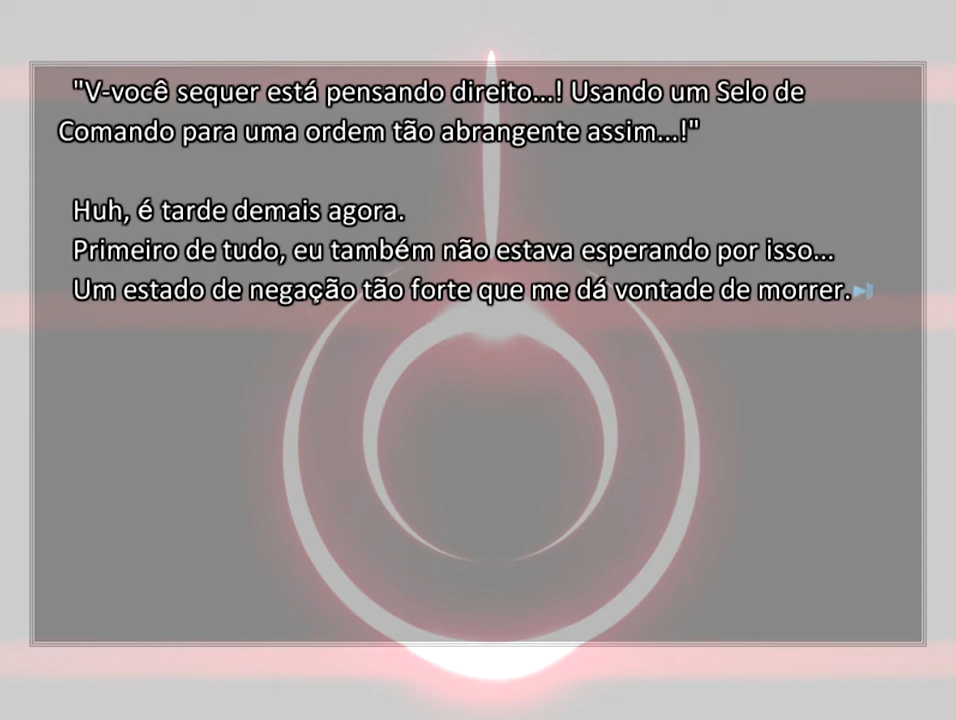 "V-você sequer está pensando direito...! Usando um Selo de
Comando para uma ordem tão abrangente assim...!"
Huh, é tarde demais agora.
Primeiro de tudo, eu também não estava esperando por isso...
Um estado de negação tão forte que me dá vontade de morrer.